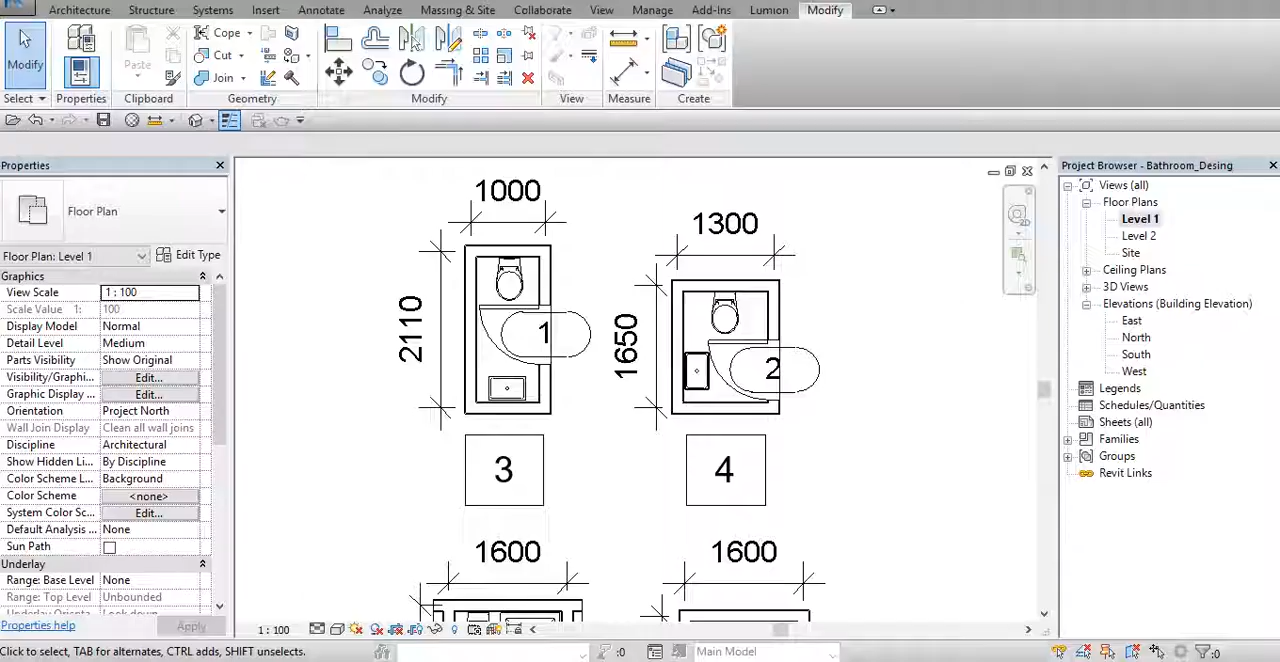 Architecture Structure Systems Insert Annotate Analyze Massing & Site Collaborate View Manage Add-Ins Lumion Modify
Modify
Paste
Cope
Cut
Join
Select Properties Clipboard Geometry Modify View Measure Create
Properties
Floor Plan
Floor Plan: Level 1 Edit Type
Graphics
View Scale 1 : 100
Scale Value 1: 100
Display Model Normal
Detail Level Medium
Parts Visibility Show Original
Visibility/Graphi... Edit...
Graphic Display ... Edit...
Orientation Project North
Wall Join Display Clean all wall joins
Discipline Architectural
Show Hidden Li... By Discipline
Color Scheme L... Background
Color Scheme <none>
System Color Sc... Edit...
Default Analysis ... None
Sun Path
Underlay
Range: Base Level None
Range: Top Level Unbounded
Properties help Apply
1000
2110
1
3
1300
1650
2
4
1600
1600
1 : 100
Project Browser - Bathroom_Desing
Views (all)
Floor Plans
Level 1
Level 2
Site
Ceiling Plans
3D Views
Elevations (Building Elevation)
East
North
South
West
Legends
Schedules/Quantities
Sheets (all)
Families
Groups
Revit Links
Click to select, TAB for alternates, CTRL adds, SHIFT unselects. :0 Main Model :0